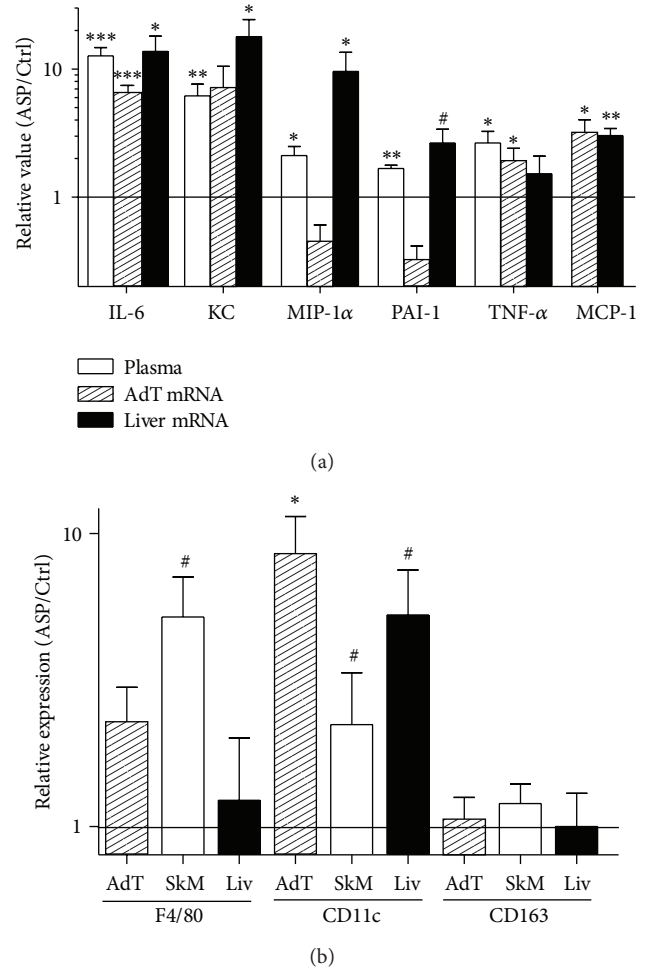 Relative value (ASP/Ctrl)
10
1
*** *** *
** *
* *
** #
* *
* **
IL-6 KC MIP-1α PAI-1 TNF-α MCP-1
Plasma
AdT mRNA
Liver mRNA
(a)
Relative expression (ASP/Ctrl)
10
1
#
* # #
AdT SkM Liv AdT SkM Liv AdT SkM Liv
F4/80 CD11c CD163
(b)